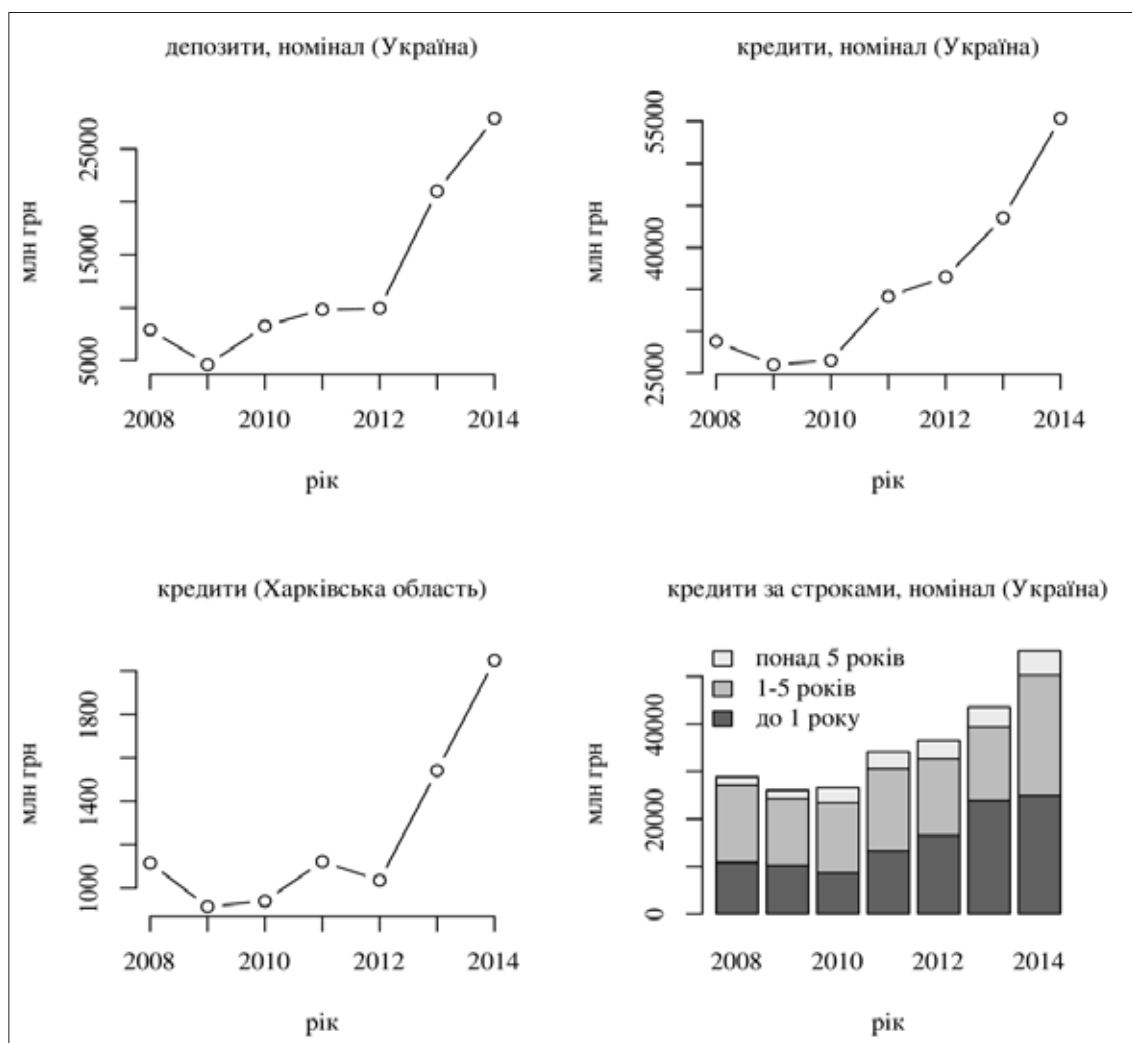 депозити, номінал (Україна)
млн грн
25000
15000
5000
2008 2010 2012 2014
рік
кредити, номінал (Україна)
млн грн
55000
40000
25000
2008 2010 2012 2014
рік
кредити (Харківська область)
млн грн
1800
1400
1000
2008 2010 2012 2014
рік
кредити за строками, номінал (Україна)
понад 5 років
1-5 років
до 1 року
млн грн
40000
20000
0
2008 2010 2012 2014
рік